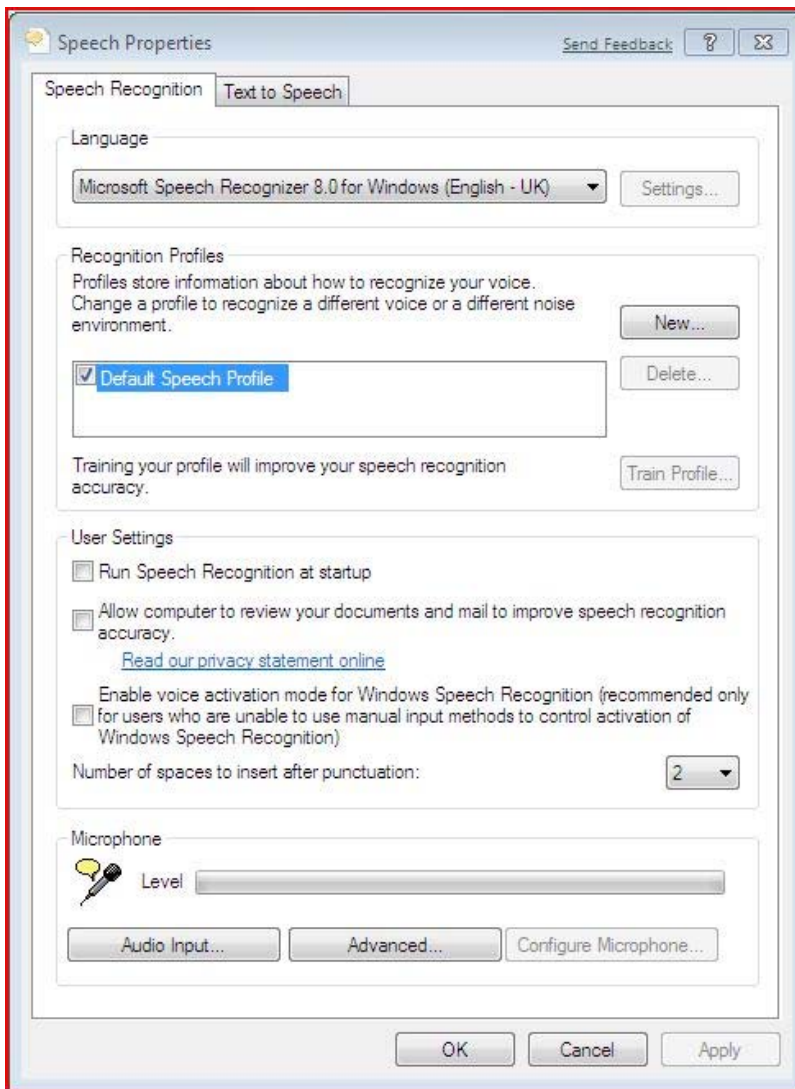 Speech Properties
Send Feedback
?
Speech Recognition
Text to Speech
Language
Microsoft Speech Recognizer 8.0 for Windows (English - UK)
Settings...
Recognition Profiles
Profiles store information about how to recognize your voice.
Change a profile to recognize a different voice or a different noise
environment.
New...
Default Speech Profile
Delete...
Training your profile will improve your speech recognition
accuracy.
Train Profile...
User Settings
Run Speech Recognition at startup
Allow computer to review your documents and mail to improve speech recognition
accuracy.
Read our privacy statement online
Enable voice activation mode for Windows Speech Recognition (recommended only
for users who are unable to use manual input methods to control activation of
Windows Speech Recognition)
Number of spaces to insert after punctuation:
2
Microphone
Level
Audio Input...
Advanced...
Configure Microphone...
OK
Cancel
Apply